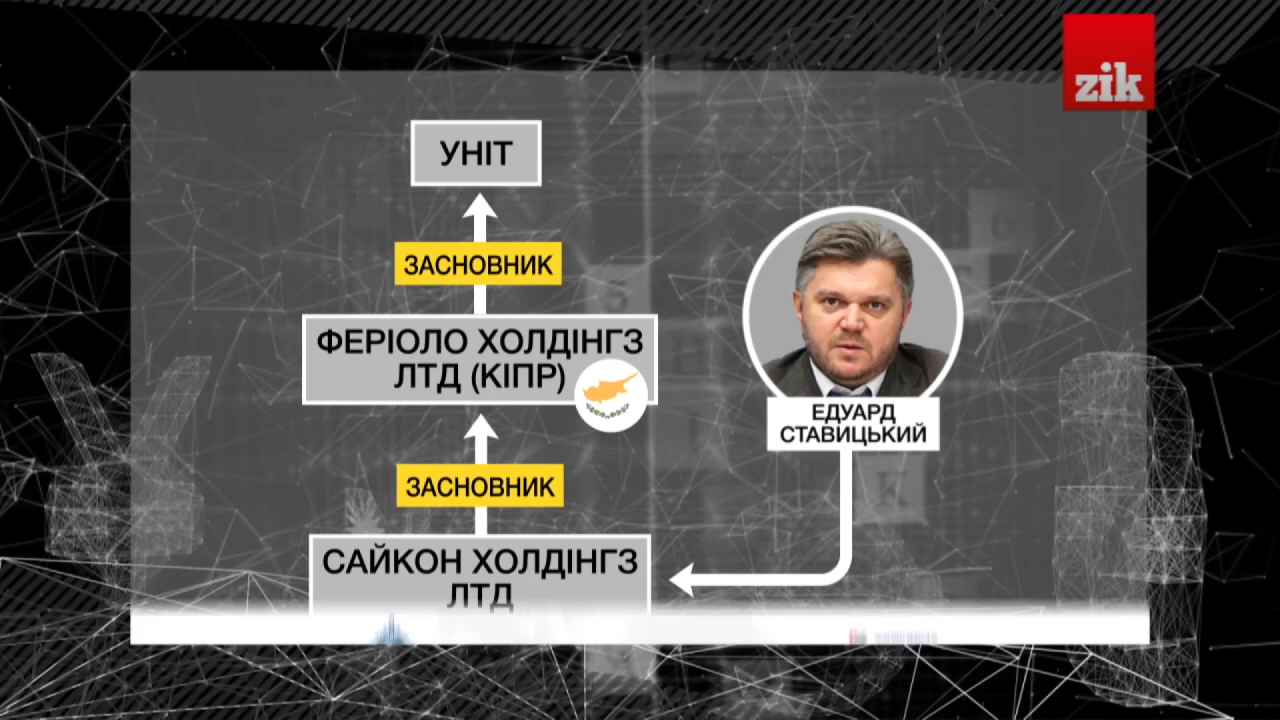 zik
УНІТ
ЗАСНОВНИК
ФЕРІОЛО ХОЛДІНГЗ
ЛТД (КІПР)
ЕДУАРД
СТАВИЦЬКИЙ
ЗАСНОВНИК
САЙКОН ХОЛДІНГЗ
ЛТД